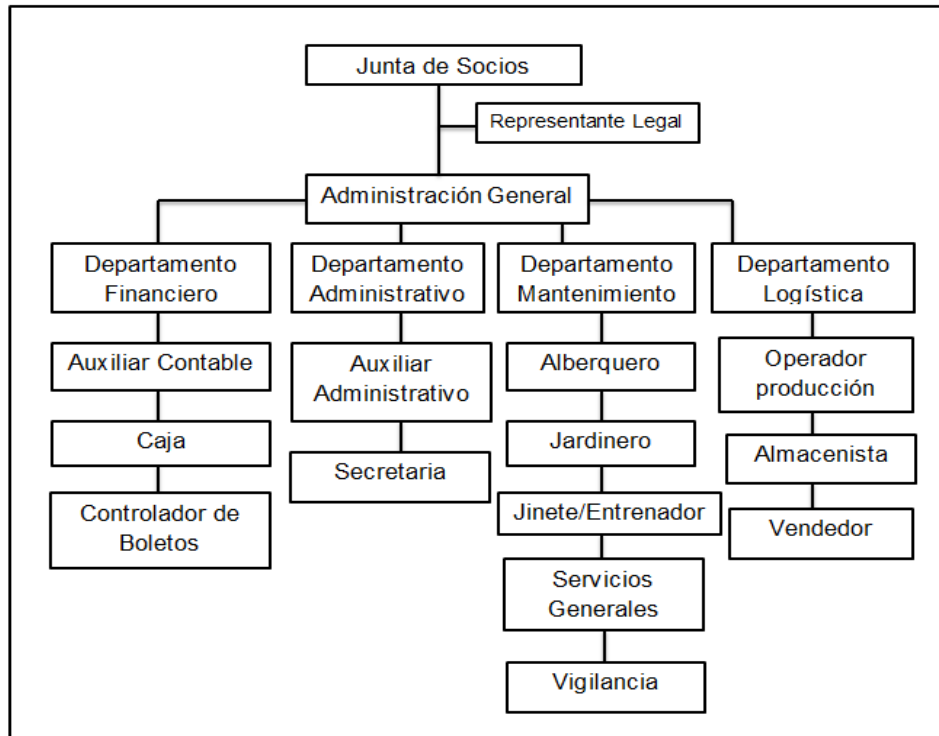 Junta de Socios
Representante Legal
Administración General
Departamento
Financiero
Auxiliar Contable
Caja
Controlador de
Boletos
Departamento
Administrativo
Auxiliar
Administrativo
Secretaria
Departamento
Mantenimiento
Alberquero
Jardinero
Jinete/Entrenador
Servicios
Generales
Vigilancia
Departamento
Logística
Operador
producción
Almacenista
Vendedor